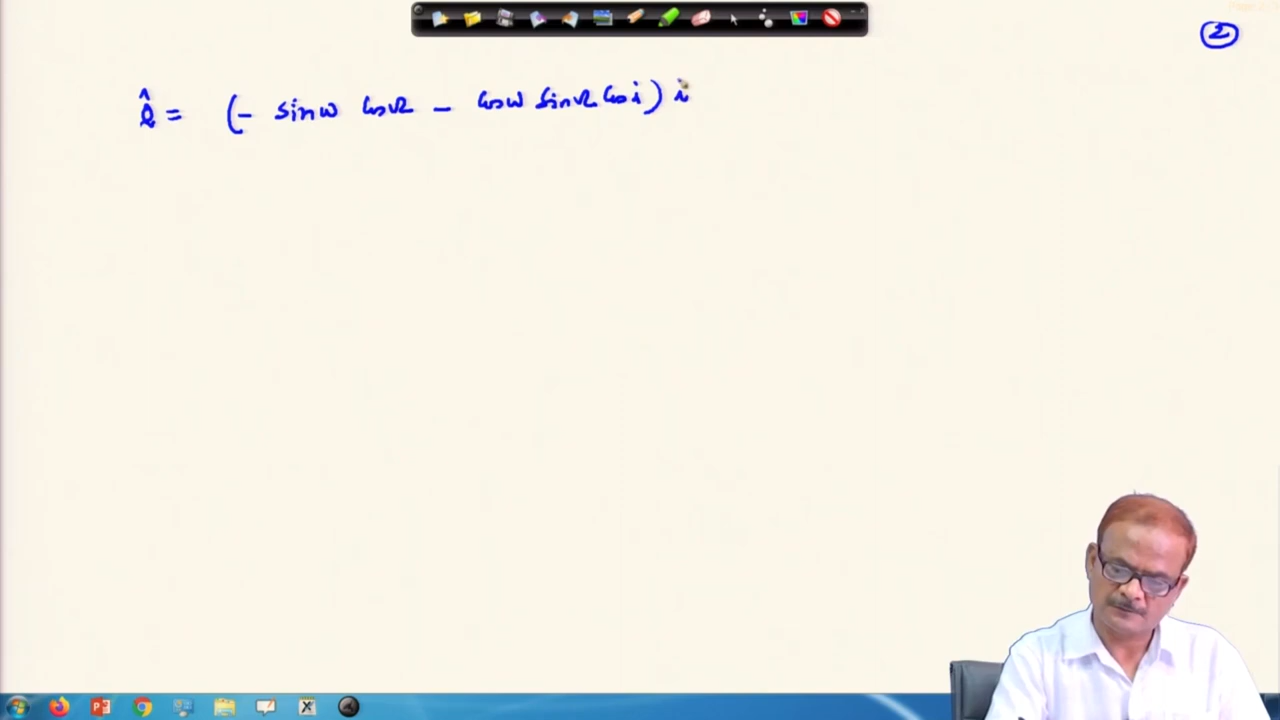 ②
l̂ = (- sinω cosΩ - cosω sinΩ cos i) i